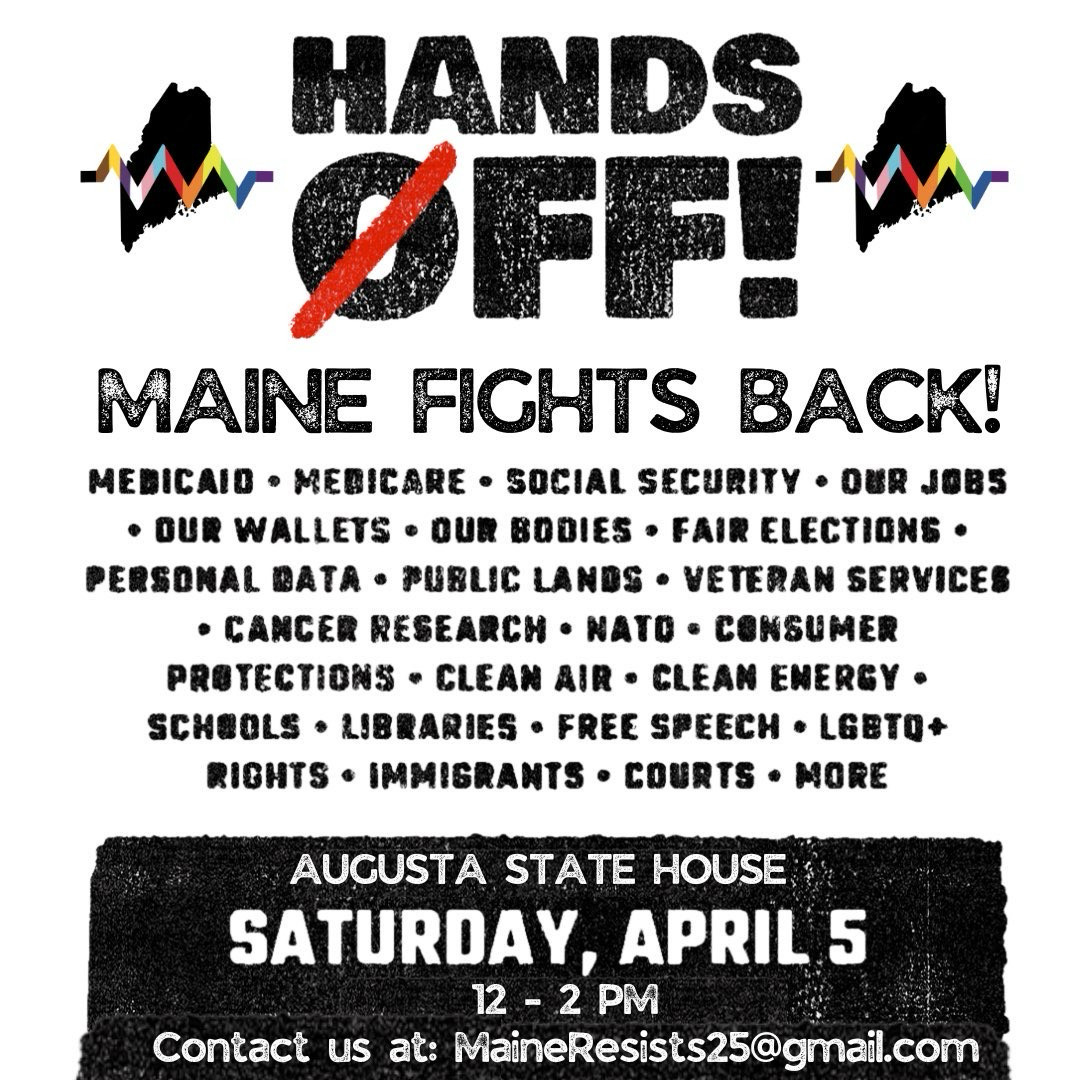 HANDS
OFF!
MAINE FIGHTS BACK!
MEDICAID • MEDICARE • SOCIAL SECURITY • OUR JOBS
• OUR WALLETS • OUR BODIES • FAIR ELECTIONS •
PERSONAL DATA • PUBLIC LANDS • VETERAN SERVICES
• CANCER RESEARCH • NATO • CONSUMER
PROTECTIONS • CLEAN AIR • CLEAN ENERGY •
SCHOOLS • LIBRARIES • FREE SPEECH • LGBTQ+
RIGHTS • IMMIGRANTS • COURTS • MORE
AUGUSTA STATE HOUSE
SATURDAY, APRIL 5
12 - 2 PM
Contact us at: MaineResists25@gmail.com